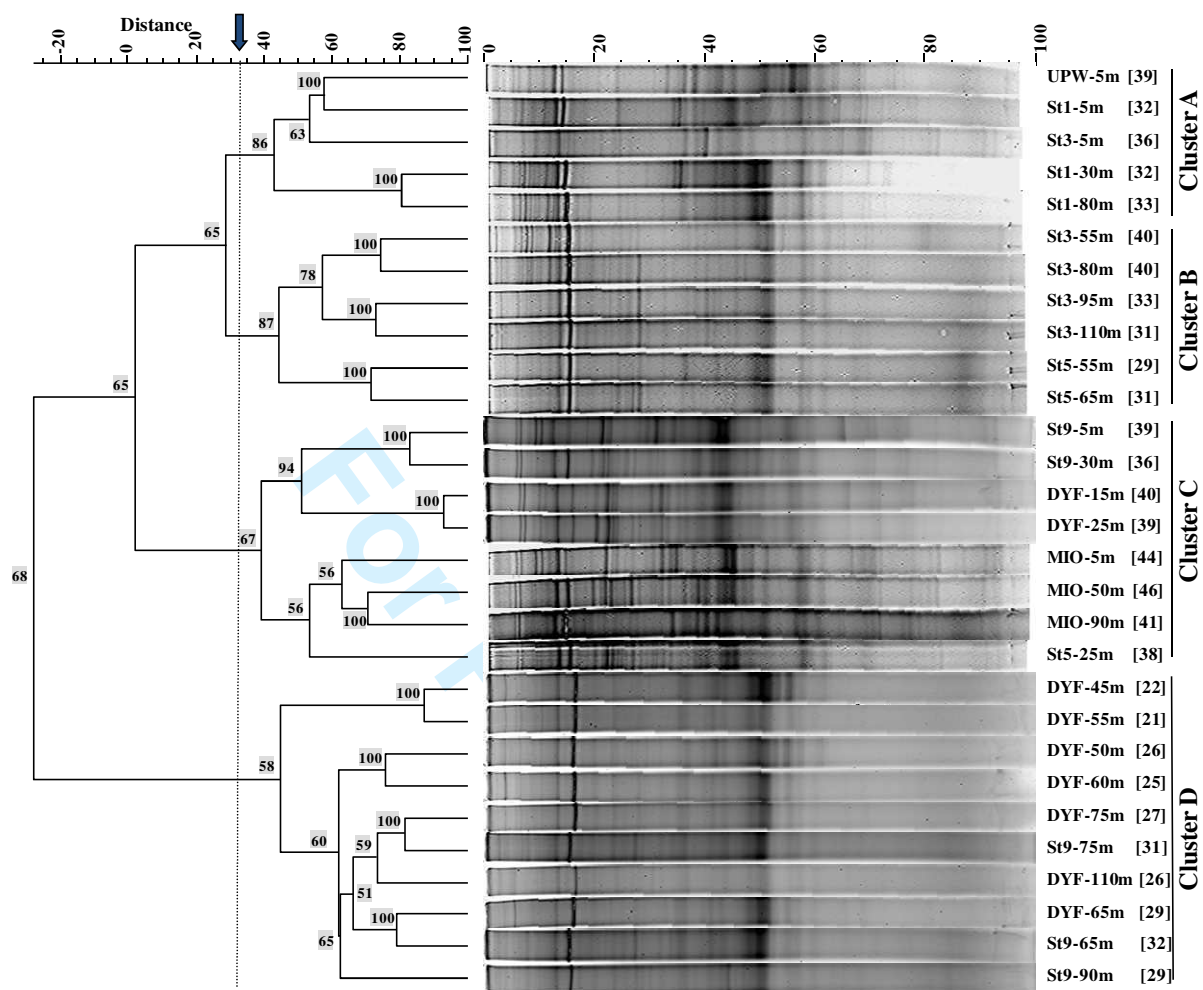 Distance
-20 0 20 40 60 80 100
0 20 40 60 80 100
100 UPW-5m [39]
St1-5m [32]
63 St3-5m [36]
86
100 St1-30m [32]
St1-80m [33]
Cluster A
65
100 St3-55m [40]
St3-80m [40]
78
100 St3-95m [33]
St3-110m [31]
87
100 St5-55m [29]
St5-65m [31]
Cluster B
65
100 St9-5m [39]
St9-30m [36]
94
100 DYF-15m [40]
DYF-25m [39]
67
56 MIO-5m [44]
MIO-50m [46]
100 MIO-90m [41]
56
St5-25m [38]
Cluster C
68
100 DYF-45m [22]
DYF-55m [21]
58
100 DYF-50m [26]
DYF-60m [25]
60
100 DYF-75m [27]
St9-75m [31]
59
DYF-110m [26]
51
100 DYF-65m [29]
St9-65m [32]
65
St9-90m [29]
Cluster D
For